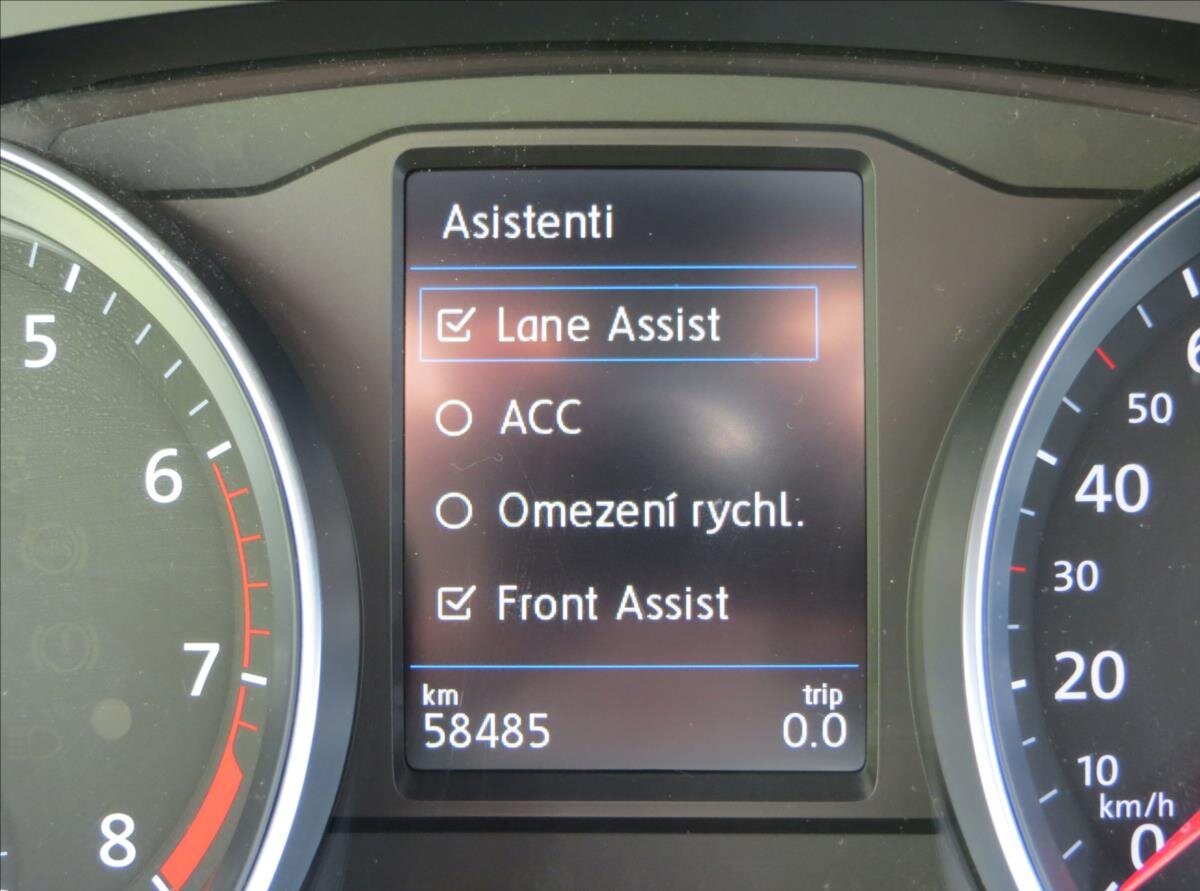 Asistenti
Lane Assist
ACC
Omezení rychl.
Front Assist
km trip
58485 0.0
5
6
7
8
50
40
30
20
10
km/h
0